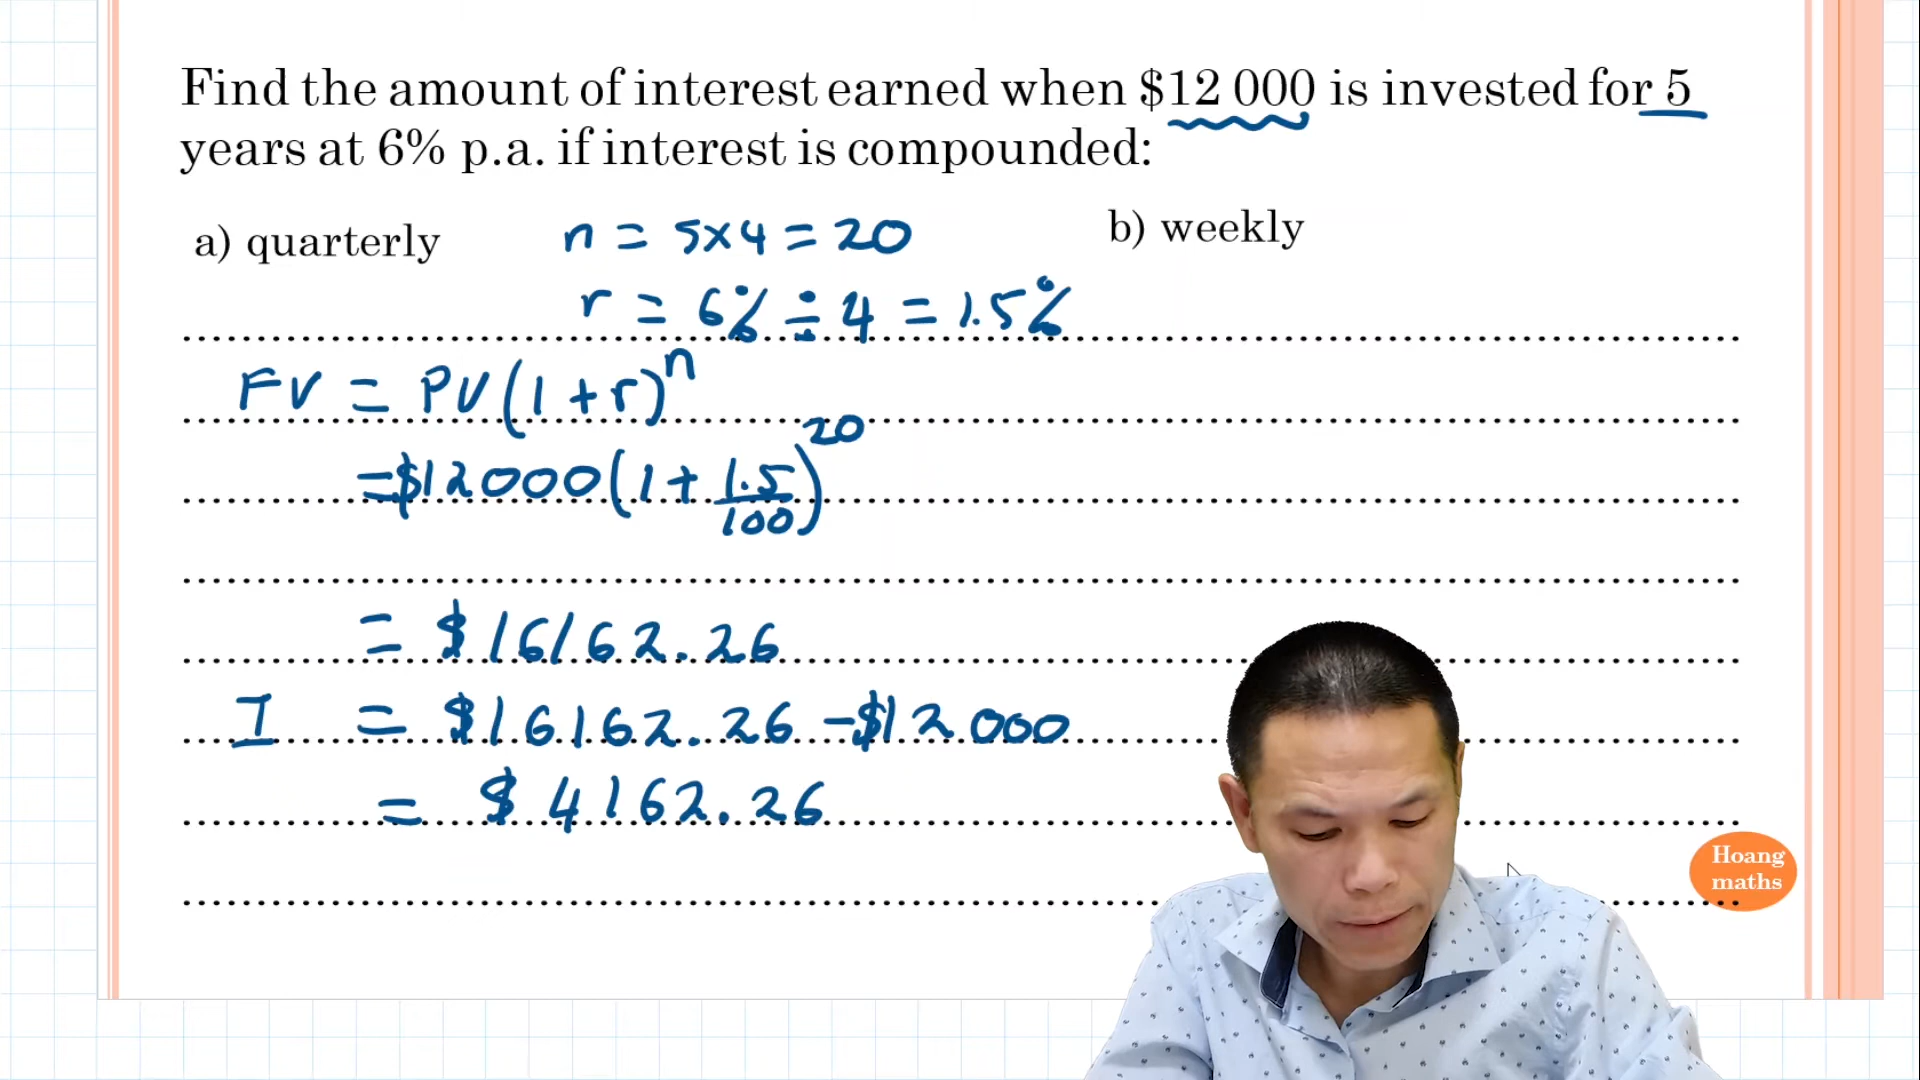 Find the amount of interest earned when $12 000 is invested for 5
years at 6% p.a. if interest is compounded:
a) quarterly
n = 5×4 = 20
b) weekly
r = 6% ÷ 4 = 1.5%
FV = PV(1+r)^n
=$12000(1+1.5/100)^20
= $16162.26
I = $16162.26 -$12000
= $4162.26
Hoang
maths